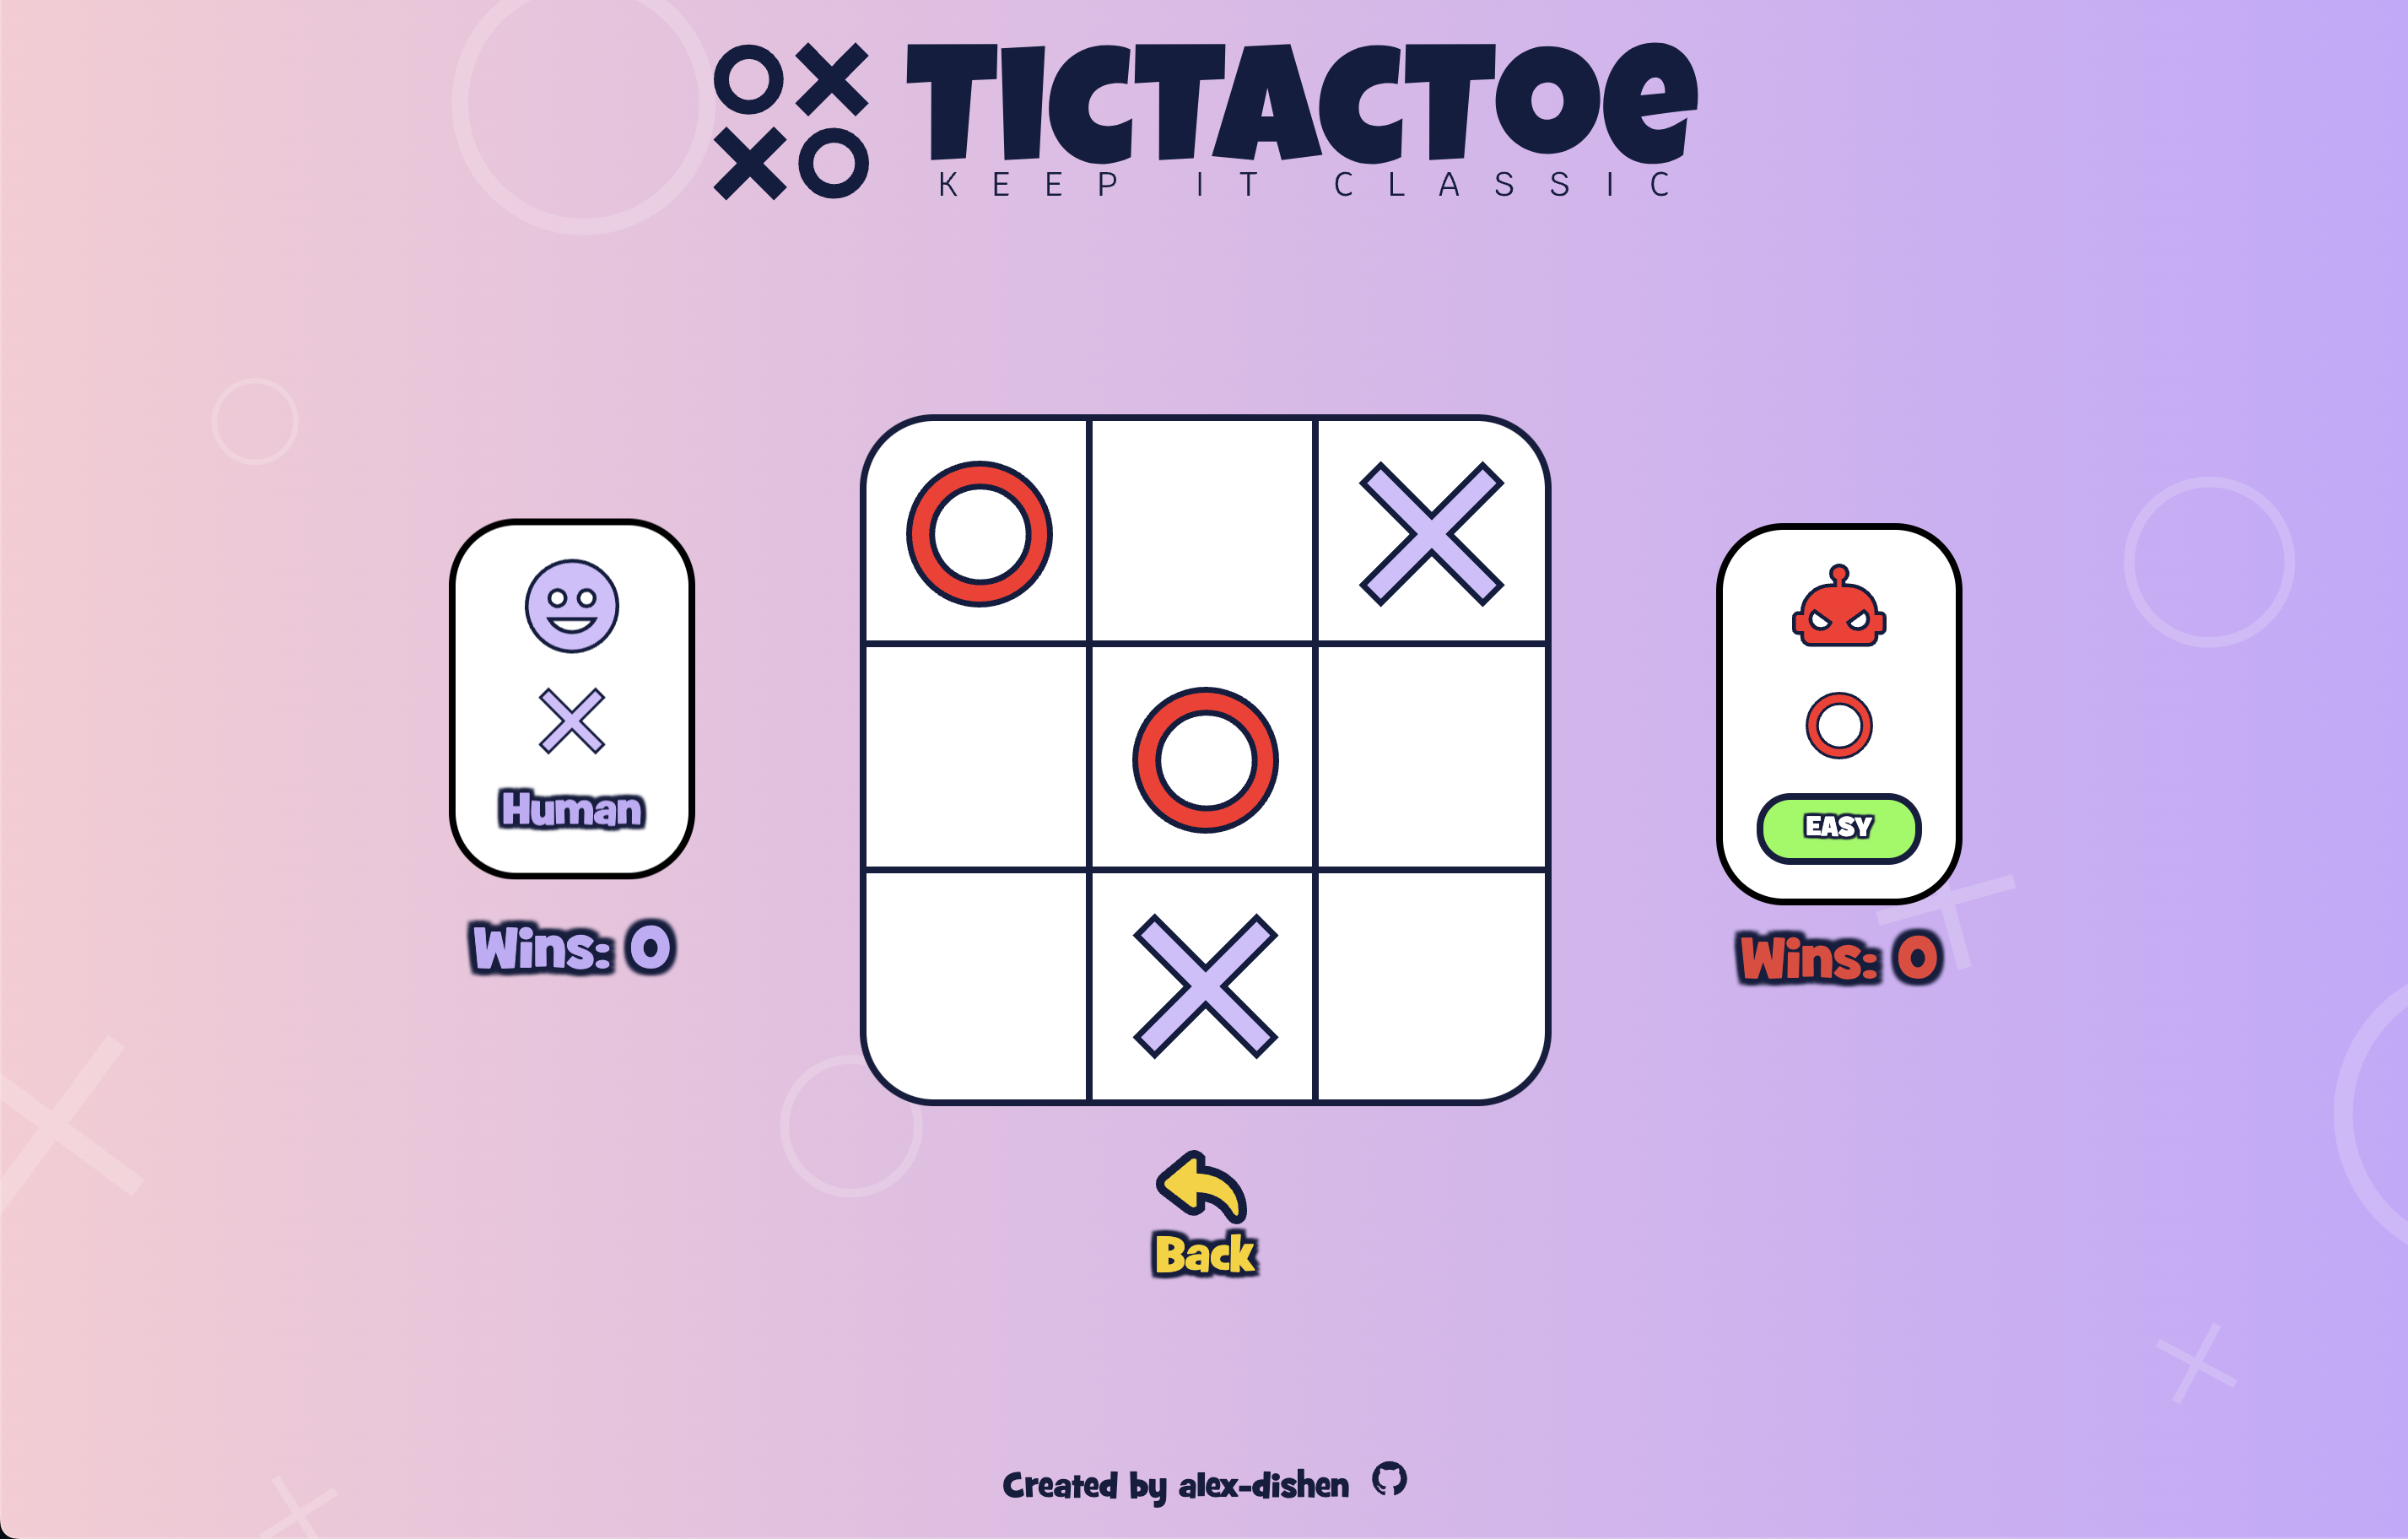 TICTACTOe
KEEP IT CLASSIC
Human
EASY
Wins: 0
Wins: 0
Back
Created by alex-dishen